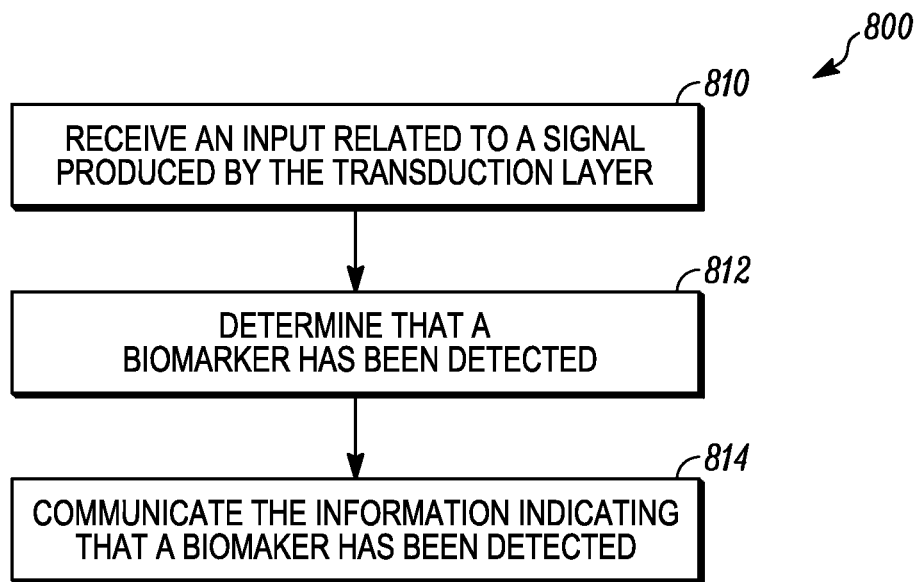 800
810
RECEIVE AN INPUT RELATED TO A SIGNAL
PRODUCED BY THE TRANSDUCTION LAYER
812
DETERMINE THAT A
BIOMARKER HAS BEEN DETECTED
814
COMMUNICATE THE INFORMATION INDICATING
THAT A BIOMAKER HAS BEEN DETECTED